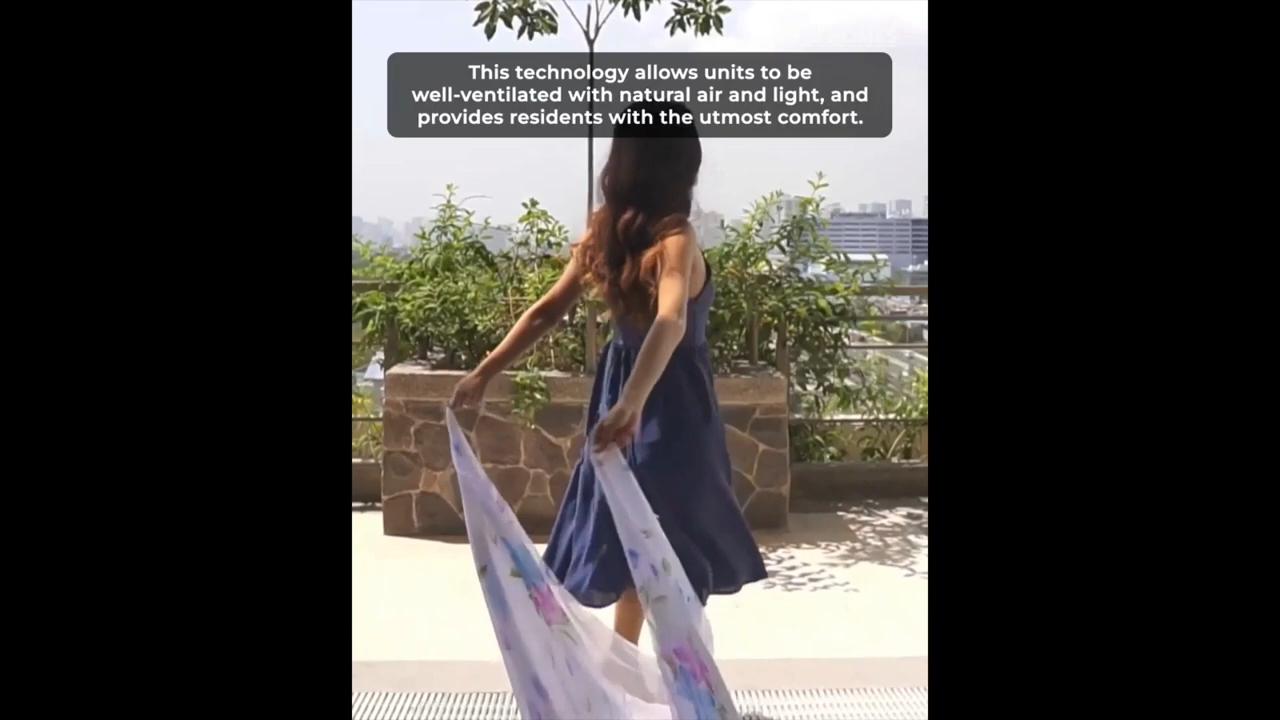 This technology allows units to be
well-ventilated with natural air and light, and
provides residents with the utmost comfort.